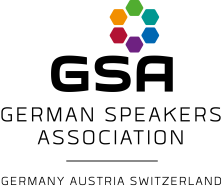 GSA
GERMAN SPEAKERS
ASSOCIATION
GERMANY AUSTRIA SWITZERLAND